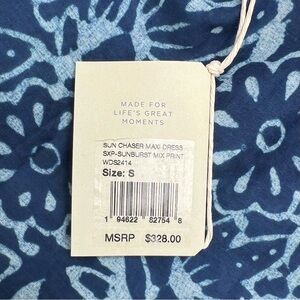 MADE FOR
LIFE'S GREAT
MOMENTS
SUN CHASER MAXI DRESS
SXP-SUNBURST MIX PRINT
WDS2414
Size: S
1 94622 82754 8
MSRP $328.00